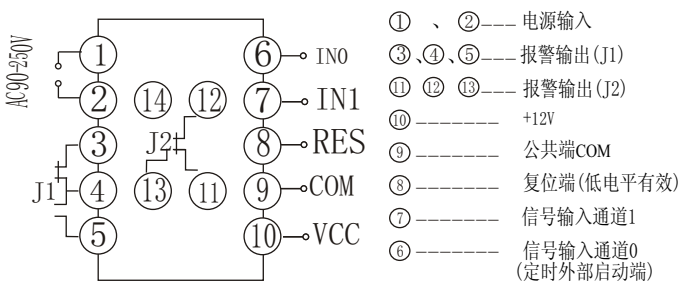 AC90-250V
① ⑥ IN0
② ⑭ ⑫ ⑦ IN1
③ J2 ⑧ RES
J1 ④ ⑬ ⑪ ⑨ COM
⑤ ⑩ VCC
① 、 ②--- 电源输入
③、④、⑤--- 报警输出(J1)
⑪ ⑫ ⑬--- 报警输出(J2)
⑩ ------- +12V
⑨ ------- 公共端COM
⑧ ------- 复位端(低电平有效)
⑦ ------- 信号输入通道1
⑥ ------- 信号输入通道0
(定时外部启动端)